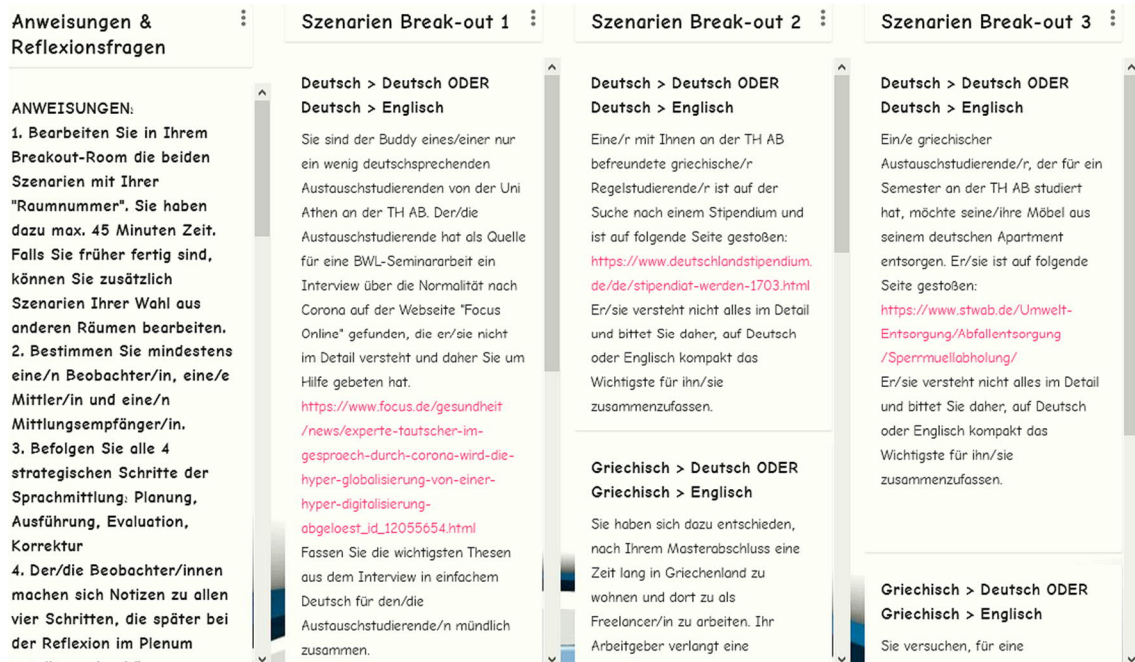 Anweisungen &
Reflexionsfragen
ANWEISUNGEN:
1. Bearbeiten Sie in Ihrem
Breakout-Room die beiden
Szenarien mit Ihrer
"Raumnummer". Sie haben
dazu max. 45 Minuten Zeit.
Falls Sie früher fertig sind,
können Sie zusätzlich
Szenarien Ihrer Wahl aus
anderen Räumen bearbeiten.
2. Bestimmen Sie mindestens
eine/n Beobachter/in, eine/e
Mittler/in und eine/n
Mittlungsempfänger/in.
3. Befolgen Sie alle 4
strategischen Schritte der
Sprachmittlung: Planung,
Ausführung, Evaluation,
Korrektur
4. Der/die Beobachter/innen
machen sich Notizen zu allen
vier Schritten, die später bei
der Reflexion im Plenum
Szenarien Break-out 1
Deutsch > Deutsch ODER
Deutsch > Englisch
Sie sind der Buddy eines/einer nur
ein wenig deutschsprechenden
Austauschstudierenden von der Uni
Athen an der TH AB. Der/die
Austauschstudierende hat als Quelle
für eine BWL-Seminararbeit ein
Interview über die Normalität nach
Corona auf der Webseite "Focus
Online" gefunden, die er/sie nicht
im Detail versteht und daher Sie um
Hilfe gebeten hat.
https://www.focus.de/gesundheit
/news/experte-tautscher-im-
gespraech-durch-corona-wird-die-
hyper-globalisierung-von-einer-
hyper-digitalisierung-
abgeloest_id_12055654.html
Fassen Sie die wichtigsten Thesen
aus dem Interview in einfachem
Deutsch für den/die
Austauschstudierende/n mündlich
zusammen.
Szenarien Break-out 2
Deutsch > Deutsch ODER
Deutsch > Englisch
Eine/r mit Ihnen an der TH AB
befreundete griechische/r
Regelstudierende/r ist auf der
Suche nach einem Stipendium und
ist auf folgende Seite gestoßen:
https://www.deutschlandstipendium.
de/de/stipendiat-werden-1703.html
Er/sie versteht nicht alles im Detail
und bittet Sie daher, auf Deutsch
oder Englisch kompakt das
Wichtigste für ihn/sie
zusammenzufassen.
Griechisch > Deutsch ODER
Griechisch > Englisch
Sie haben sich dazu entschieden,
nach Ihrem Masterabschluss eine
Zeit lang in Griechenland zu
wohnen und dort zu als
Freelancer/in zu arbeiten. Ihr
Arbeitgeber verlangt eine
Szenarien Break-out 3
Deutsch > Deutsch ODER
Deutsch > Englisch
Ein/e griechischer
Austauschstudierende/r, der für ein
Semester an der TH AB studiert
hat, möchte seine/ihre Möbel aus
seinem deutschen Apartment
entsorgen. Er/sie ist auf folgende
Seite gestoßen:
https://www.stwab.de/Umwelt-
Entsorgung/Abfallentsorgung
/Sperrmuellabholung/
Er/sie versteht nicht alles im Detail
und bittet Sie daher, auf Deutsch
oder Englisch kompakt das
Wichtigste für ihn/sie
zusammenzufassen.
Griechisch > Deutsch ODER
Griechisch > Englisch
Sie versuchen, für eine